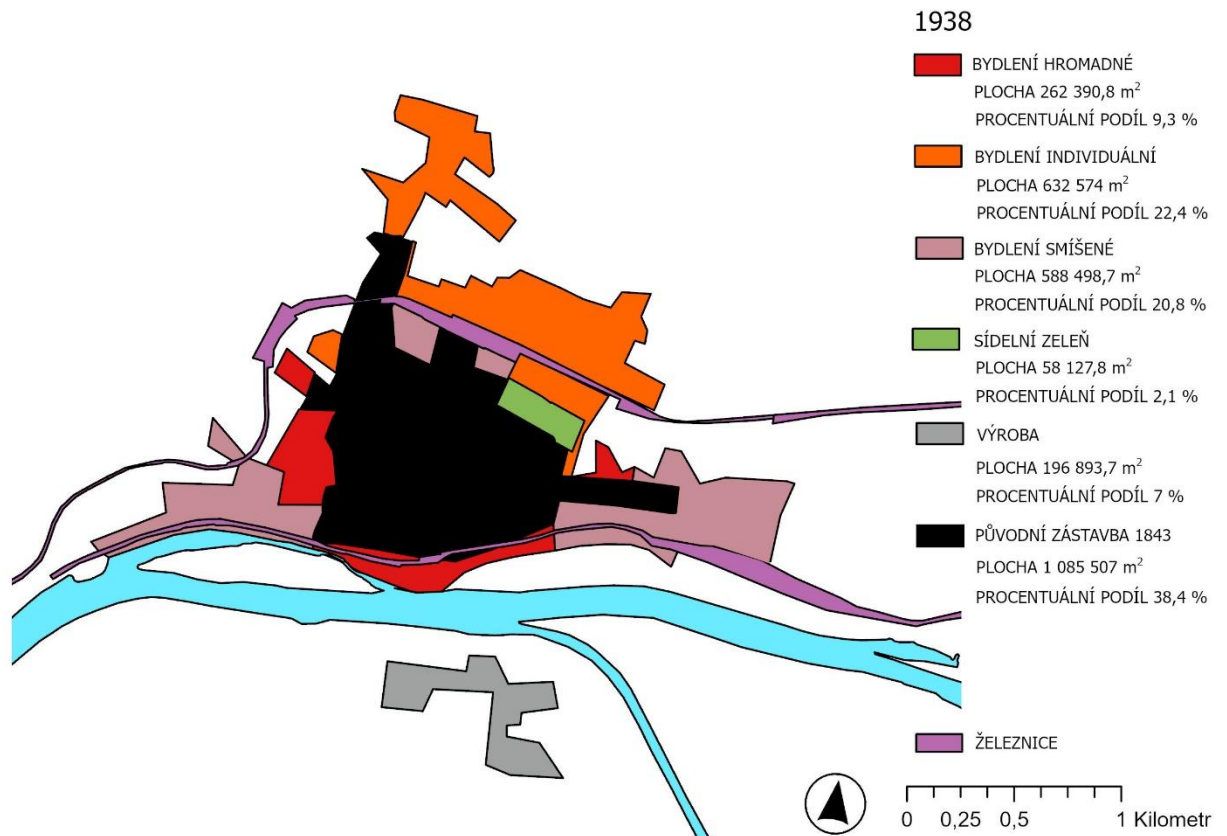 1938
BYDLENÍ HROMADNÉ
PLOCHA 262 390,8 m²
PROCENTUÁLNÍ PODÍL 9,3 %
BYDLENÍ INDIVIDUÁLNÍ
PLOCHA 632 574 m²
PROCENTUÁLNÍ PODÍL 22,4 %
BYDLENÍ SMÍŠENÉ
PLOCHA 588 498,7 m²
PROCENTUÁLNÍ PODÍL 20,8 %
SÍDELNÍ ZELEŇ
PLOCHA 58 127,8 m²
PROCENTUÁLNÍ PODÍL 2,1 %
VÝROBA
PLOCHA 196 893,7 m²
PROCENTUÁLNÍ PODÍL 7 %
PŮVODNÍ ZÁSTAVBA 1843
PLOCHA 1 085 507 m²
PROCENTUÁLNÍ PODÍL 38,4 %
ŽELEZNICE
0 0,25 0,5 1 Kilometr